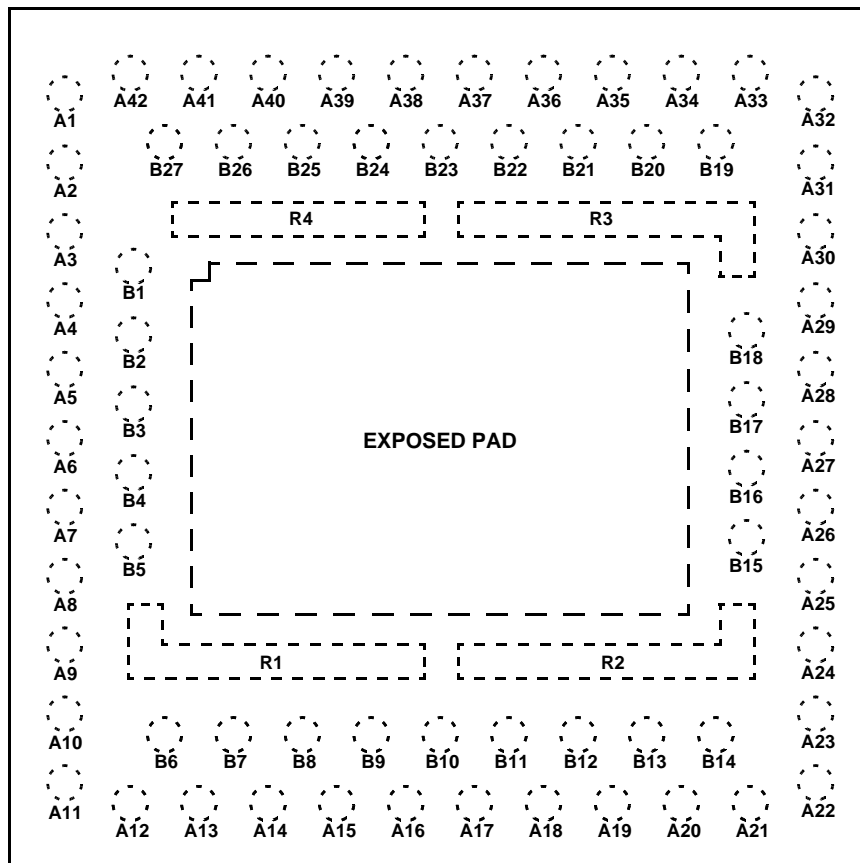 A42 A41 A40 A39 A38 A37 A36 A35 A34 A33
A1 A32
B27 B26 B25 B24 B23 B22 B21 B20 B19
A2 A31
R4 R3
A3 A30
B1
A4 A29
B2 B18
A5 A28
B3 B17
EXPOSED PAD
A6 A27
B4 B16
A7 A26
B5 B15
A8 A25
A9 R1 R2 A24
A10 A23
B6 B7 B8 B9 B10 B11 B12 B13 B14
A11 A22
A12 A13 A14 A15 A16 A17 A18 A19 A20 A21